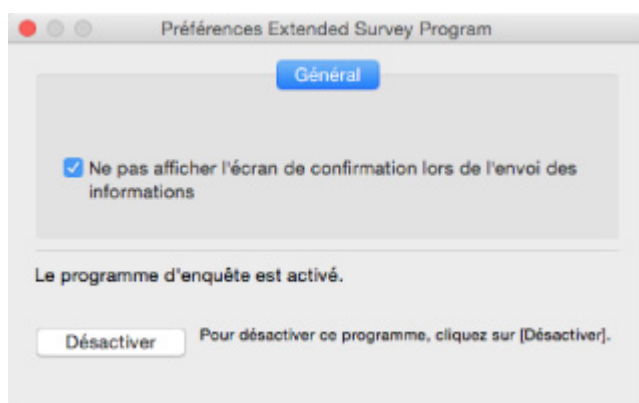 Préférences Extended Survey Program
Général
Ne pas afficher l'écran de confirmation lors de l'envoi des
informations
Le programme d'enquête est activé.
Désactiver
Pour désactiver ce programme, cliquez sur [Désactiver].